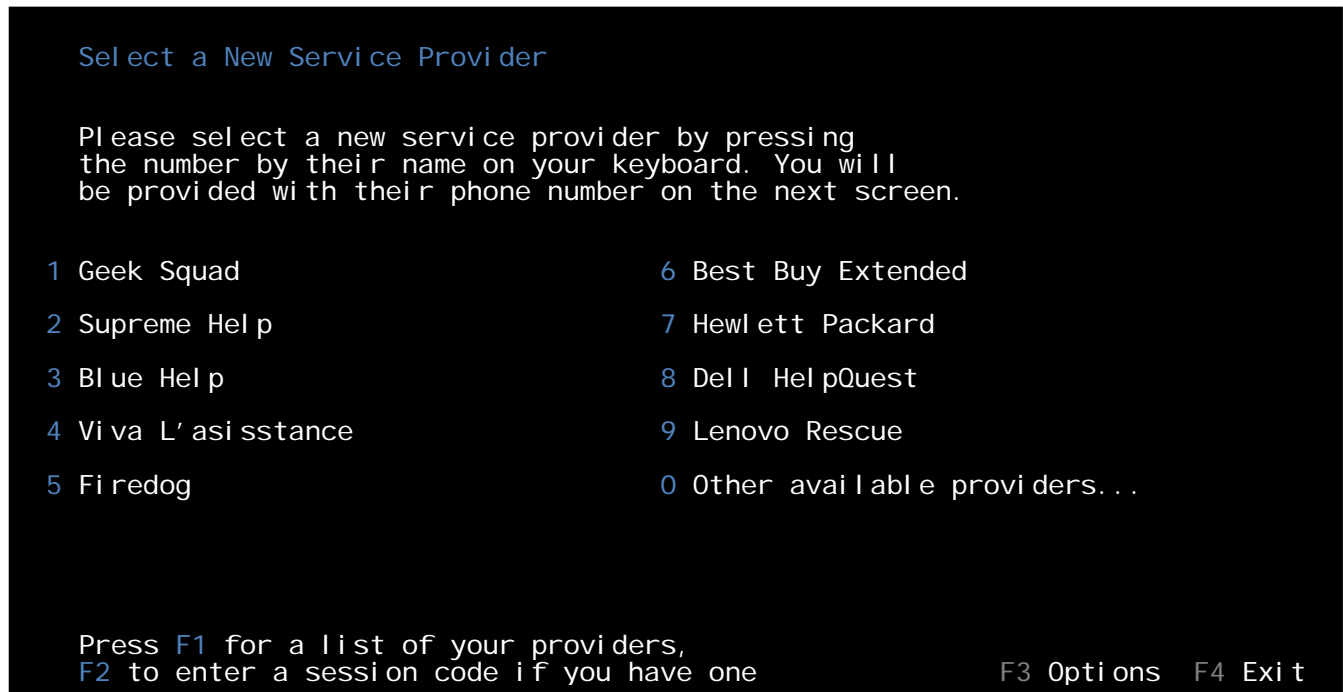 Select a New Service Provider
Please select a new service provider by pressing
the number by their name on your keyboard. You will
be provided with their phone number on the next screen.
1 Geek Squad
2 Supreme Help
3 Blue Help
4 Viva L'asisstance
5 Firedog
6 Best Buy Extended
7 Hewlett Packard
8 Dell HelpQuest
9 Lenovo Rescue
0 Other available providers...
Press F1 for a list of your providers,
F2 to enter a session code if you have one
F3 Options F4 Exit